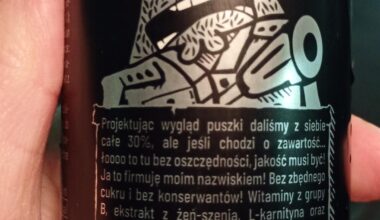 Projektując wygląd puszki daliśmy z siebie
całe 30%, ale jeśli chodzi o zawartość...
łoooo to tu bez oszczędności, jakość musi być!
Ja to firmuję moim nazwiskiem! Bez zbędnego
cukru i bez konserwantów! Witaminy z grupy
B, ekstrakt z żeń-szenia, L-karnityna oraz